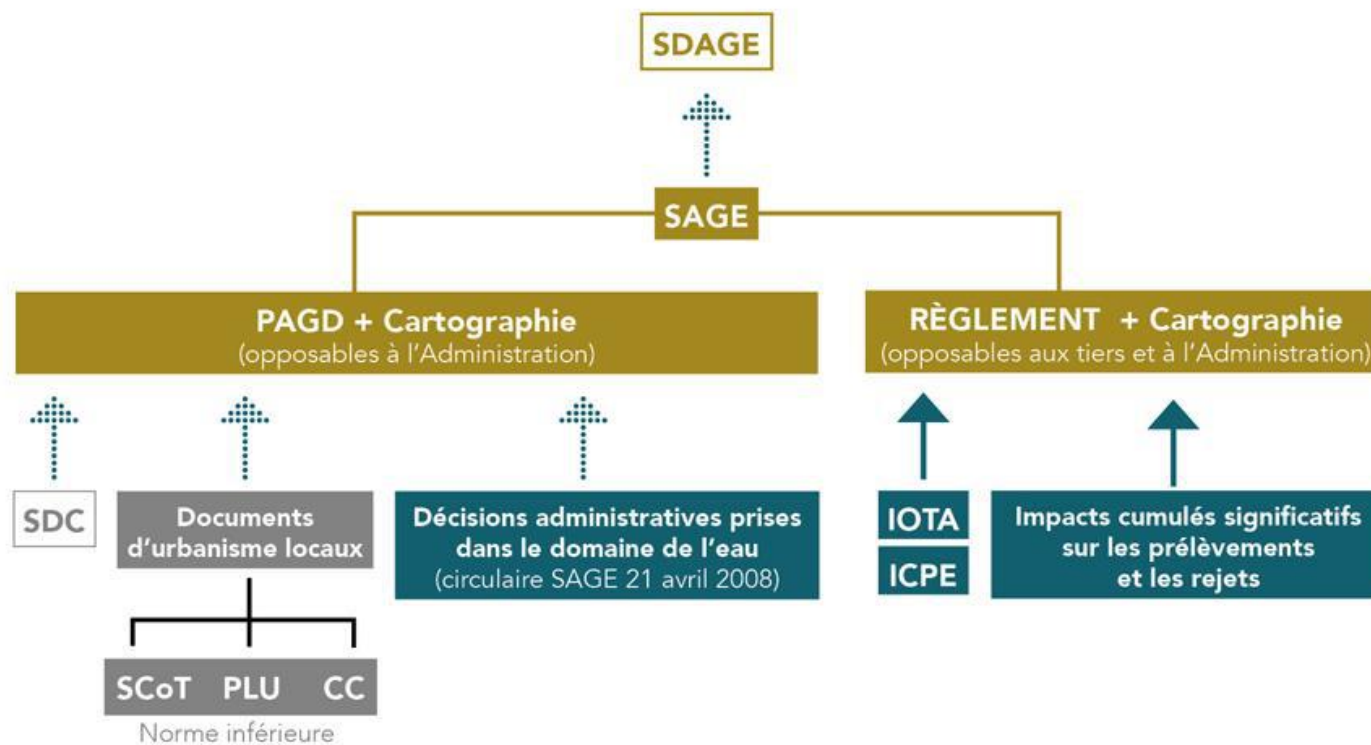 SDAGE
SAGE
PAGD + Cartographie
(opposables à l'Administration)
RÈGLEMENT + Cartographie
(opposables aux tiers et à l'Administration)
SDC
Documents
d'urbanisme locaux
Décisions administratives prises
dans le domaine de l'eau
(circulaire SAGE 21 avril 2008)
IOTA
ICPE
Impacts cumulés significatifs
sur les prélèvements
et les rejets
SCoT PLU CC
Norme inférieure